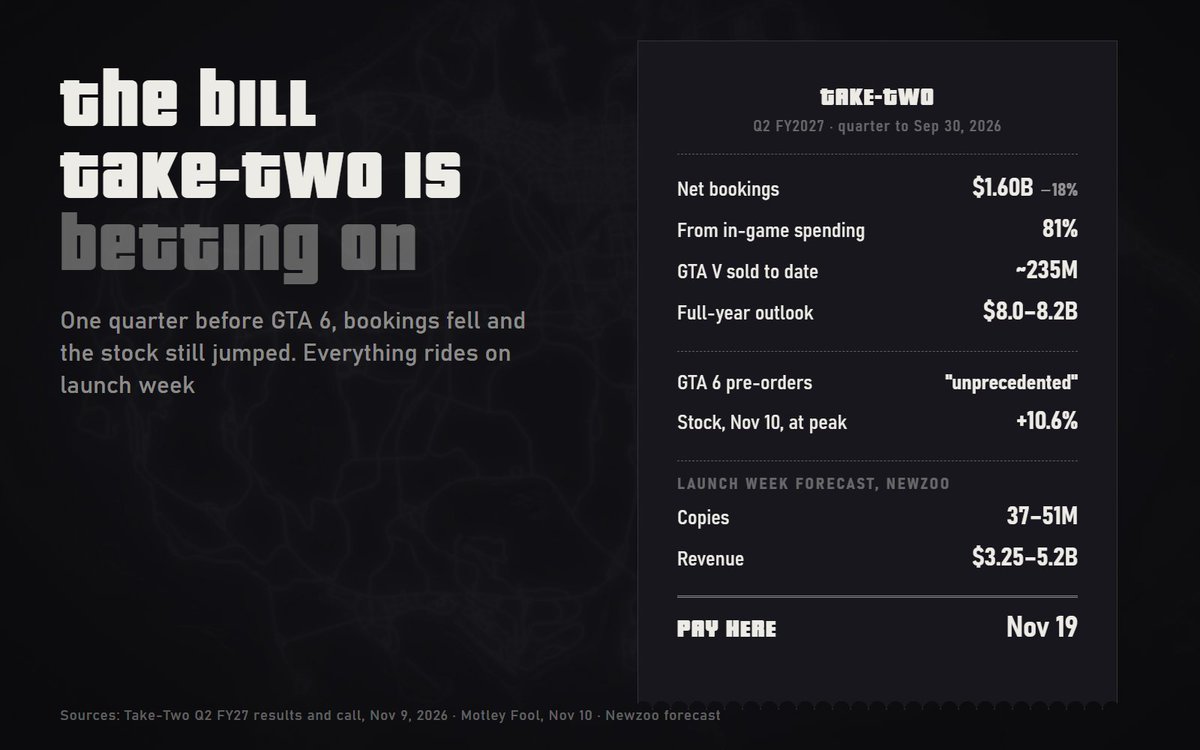 the BILL
take-two is
betting on
One quarter before GTA 6, bookings fell and
the stock still jumped. Everything rides on
launch week
take-two
Q2 FY2027 · quarter to Sep 30, 2026
Net bookings $1.60B –18%
From in-game spending 81%
GTA V sold to date ~235M
Full-year outlook $8.0–8.2B
GTA 6 pre-orders "unprecedented"
Stock, Nov 10, at peak +10.6%
LAUNCH WEEK FORECAST, NEWZOO
Copies 37–51M
Revenue $3.25–5.2B
PAY HERE Nov 19
Sources: Take-Two Q2 FY27 results and call, Nov 9, 2026 · Motley Fool, Nov 10 · Newzoo forecast